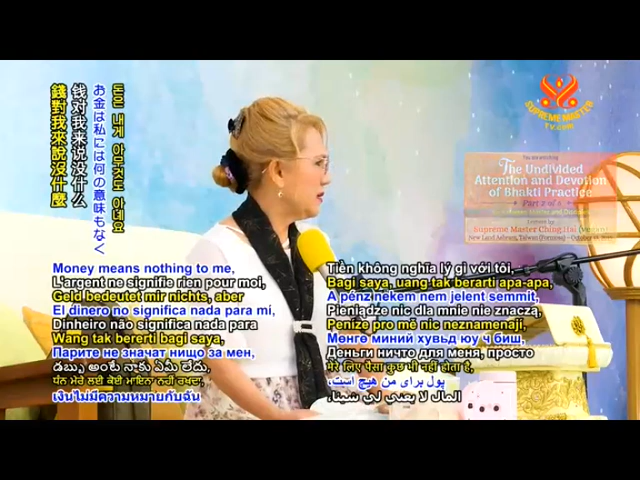 돈은 내게 아무것도 아녜요
お金は私には何の意味もなく
钱对我来说没什么
錢對我來說沒什麼
SUPREME MASTER
TV.COM
You are watching
The Undivided
Attention and Devotion
of Bhakti Practice
Part 2 of
Supreme Master Ching Hai (vegan)
New Land Ashram, Taiwan (Formosa) – October
Money means nothing to me,
L'argent ne signifie rien pour moi,
Geld bedeutet mir nichts, aber
El dinero no significa nada para mí,
Dinheiro não significa nada para
Wang tak bererti bagi saya,
Парите не значат нищо за мен,
డబ్బు అంటే నాకు ఏమీ లేదు,
ਧੰਨ ਮੇਰੇ ਲਈ ਕੋਈ ਮਾਇਨਾ ਨਹੀਂ ਰਖਦਾ,
เงินไม่มีความหมายกับฉัน
Tiền không nghĩa lý gì với tôi,
Bagi saya, uang tak berarti apa-apa,
A pénz nekem nem jelent semmit,
Pieniądze nic dla mnie nie znaczą,
Peníze pro mě nic neznamenají,
Мөнгө миний хувьд юу ч биш,
Деньги ничто для меня, просто
मेरे लिए पैसा कुछ भी नहीं होता है,
پول برای من هیچ است،
المال لا يعني لي شيئا،